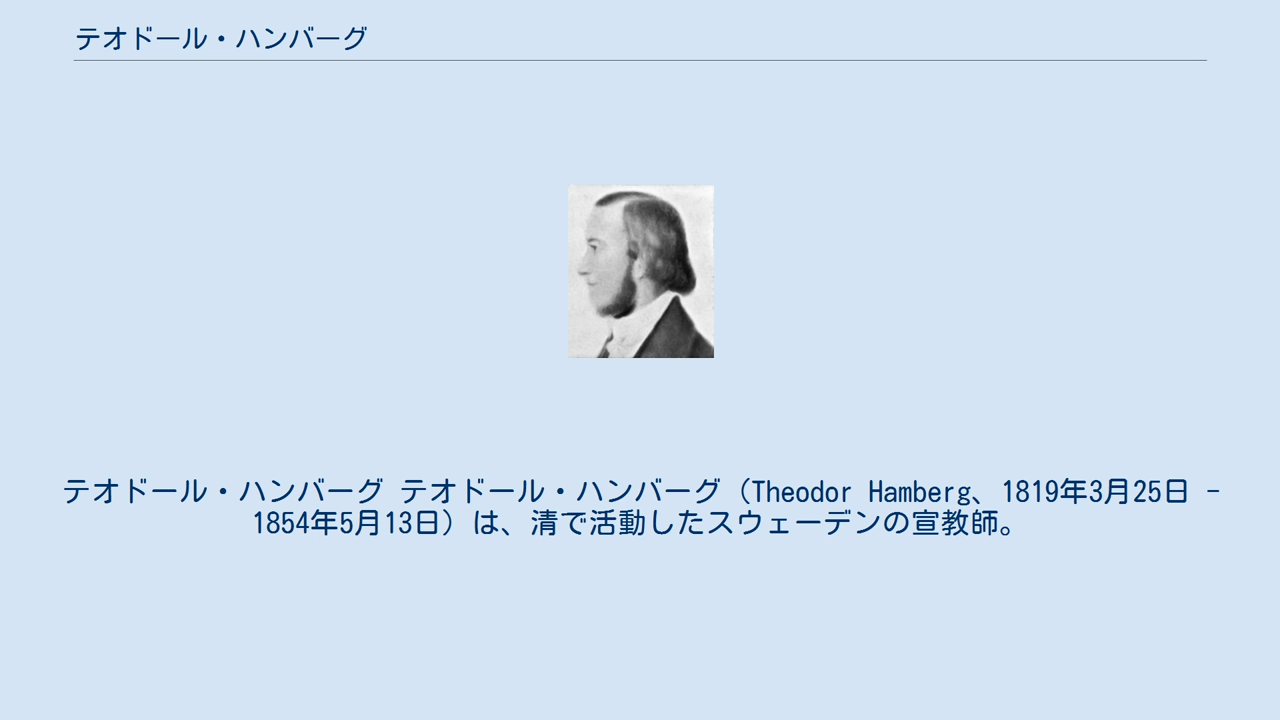 テオドール・ハンバーグ
テオドール・ハンバーグ テオドール・ハンバーグ（Theodor Hamberg、1819年3月25日 -
1854年5月13日）は、清で活動したスウェーデンの宣教師。